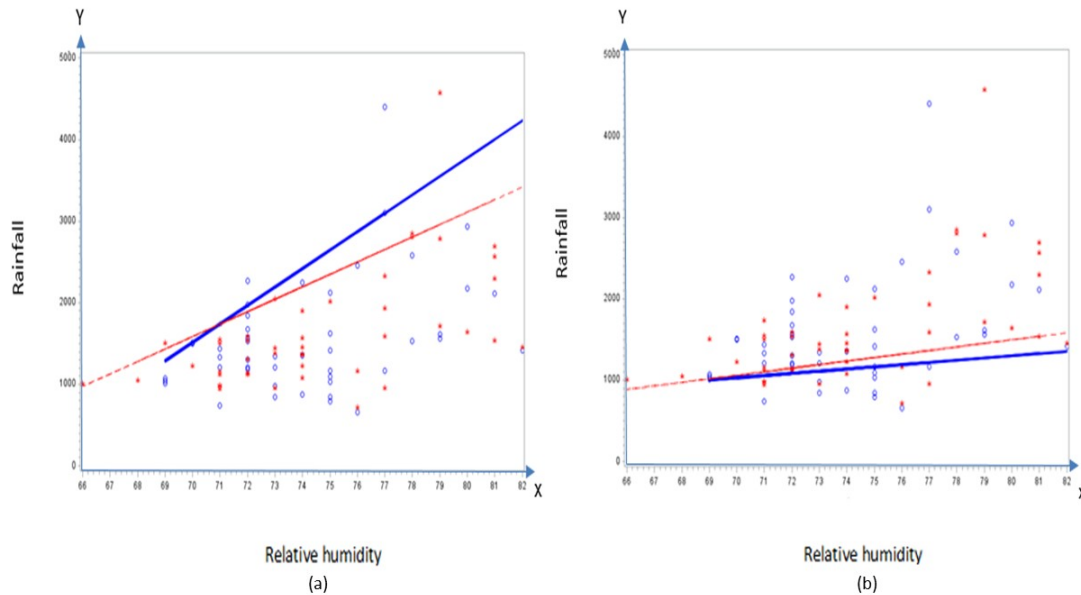 Y
5000
4000
3000
2000
1000
0
Rainfall
66 67 68 69 70 71 72 73 74 75 76 77 78 79 80 81 82
X
Relative humidity
(a)
Y
5000
4000
3000
2000
1000
0
Rainfall
66 67 68 69 70 71 72 73 74 75 76 77 78 79 80 81 82
x
Relative humidity
(b)